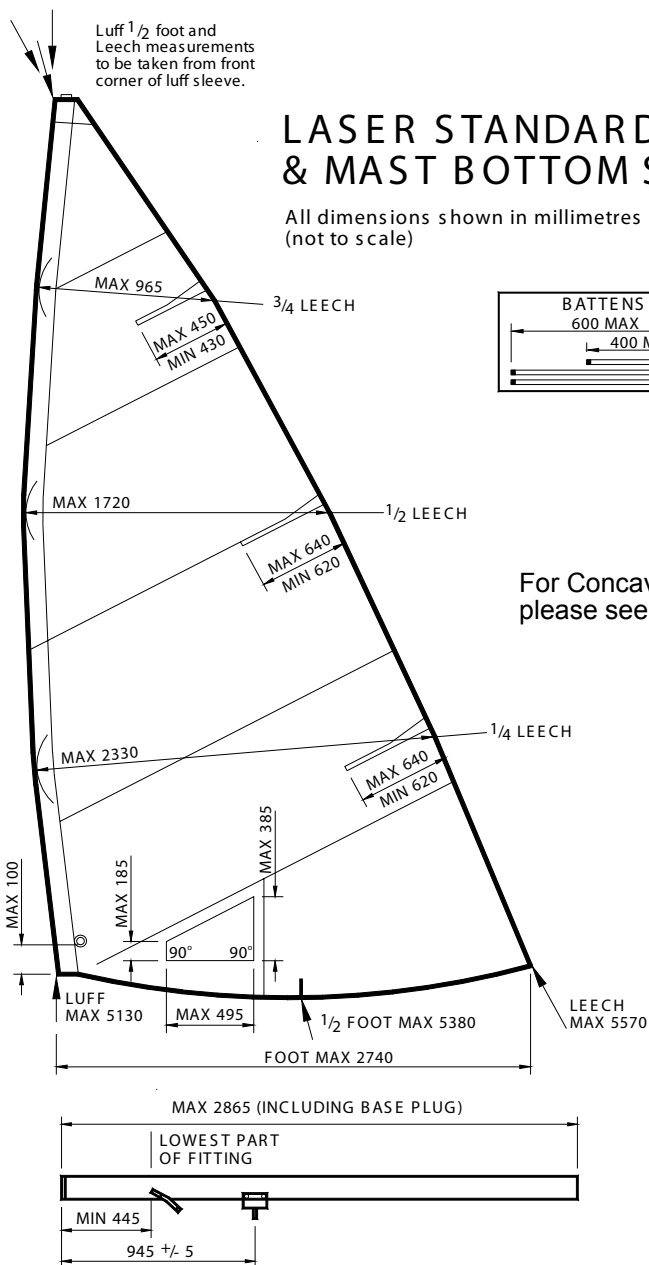 Luff 1/2 foot and
Leech measurements
to be taken from front
corner of luff sleeve.
LASER STANDARD
& MAST BOTTOM S
All dimensions shown in millimetres
(not to scale)
BATTENS
600 MAX
400 M
MAX 965
3/4 LEECH
MAX 450
MIN 430
MAX 1720
1/2 LEECH
MAX 640
MIN 620
For Concav
please see
MAX 2330
1/4 LEECH
MAX 640
MIN 620
MAX 385
MAX 185
MAX 100
90° 90°
LUFF
MAX 5130
MAX 495
1/2 FOOT MAX 5380
LEECH
MAX 5570
FOOT MAX 2740
MAX 2865 (INCLUDING BASE PLUG)
LOWEST PART
OF FITTING
MIN 445
945 +/- 5